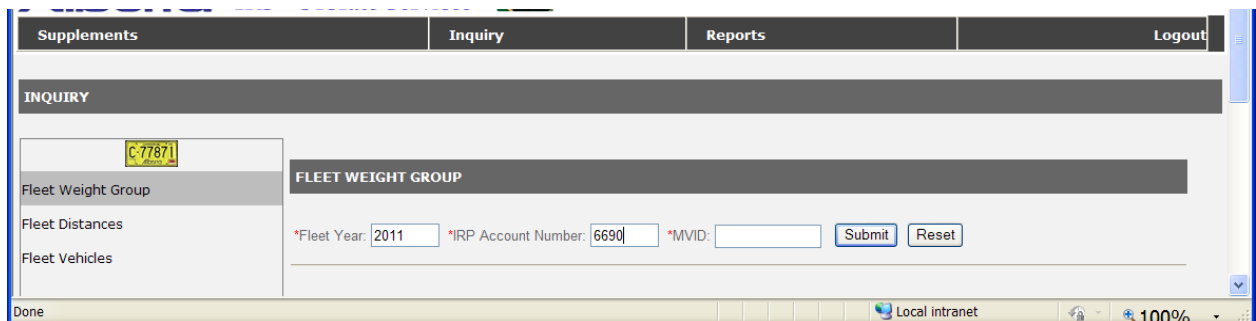 Supplements Inquiry Reports Logout
INQUIRY
C-77871
Fleet Weight Group
Fleet Distances
Fleet Vehicles
FLEET WEIGHT GROUP
*Fleet Year: 2011 *IRP Account Number: 6690 *MVID: Submit Reset
Done Local intranet 100%